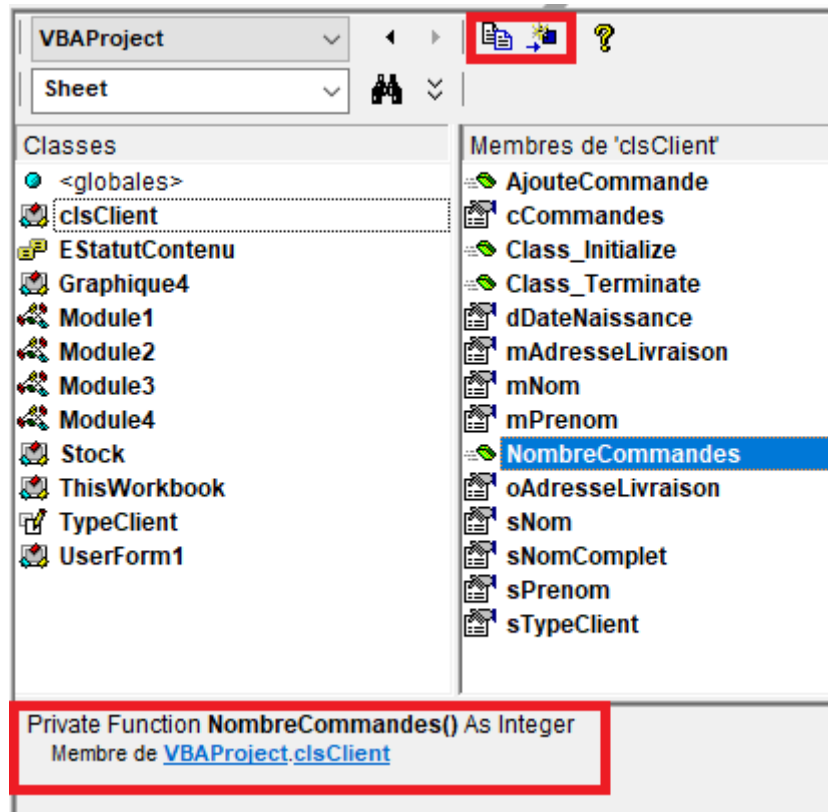 VBAProject
Sheet
Classes
<globales>
clsClient
EStatutContenu
Graphique4
Module1
Module2
Module3
Module4
Stock
ThisWorkbook
TypeClient
UserForm1
Membres de 'clsClient'
AjouteCommande
cCommandes
Class_Initialize
Class_Terminate
dDateNaissance
mAdresseLivraison
mNom
mPrenom
NombreCommandes
oAdresseLivraison
sNom
sNomComplet
sPrenom
sTypeClient
Private Function NombreCommandes() As Integer
Membre de VBAProject.clsClient